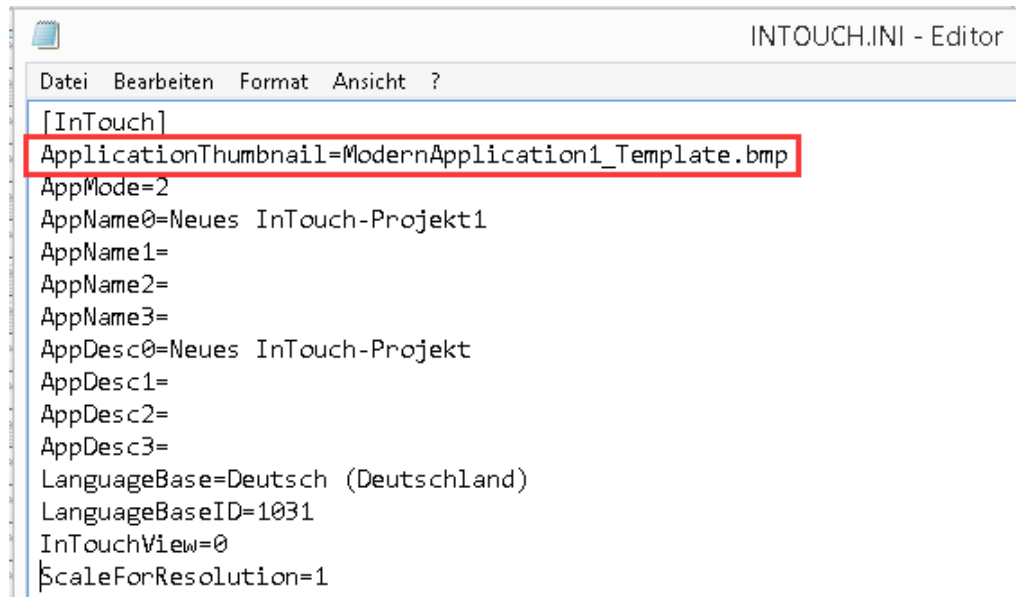 INTOUCH.INI - Editor
Datei Bearbeiten Format Ansicht ?
[InTouch]
ApplicationThumbnail=ModernApplication1_Template.bmp
AppMode=2
AppName0=Neues InTouch-Projekt1
AppName1=
AppName2=
AppName3=
AppDesc0=Neues InTouch-Projekt
AppDesc1=
AppDesc2=
AppDesc3=
LanguageBase=Deutsch (Deutschland)
LanguageBaseID=1031
InTouchView=0
ScaleForResolution=1